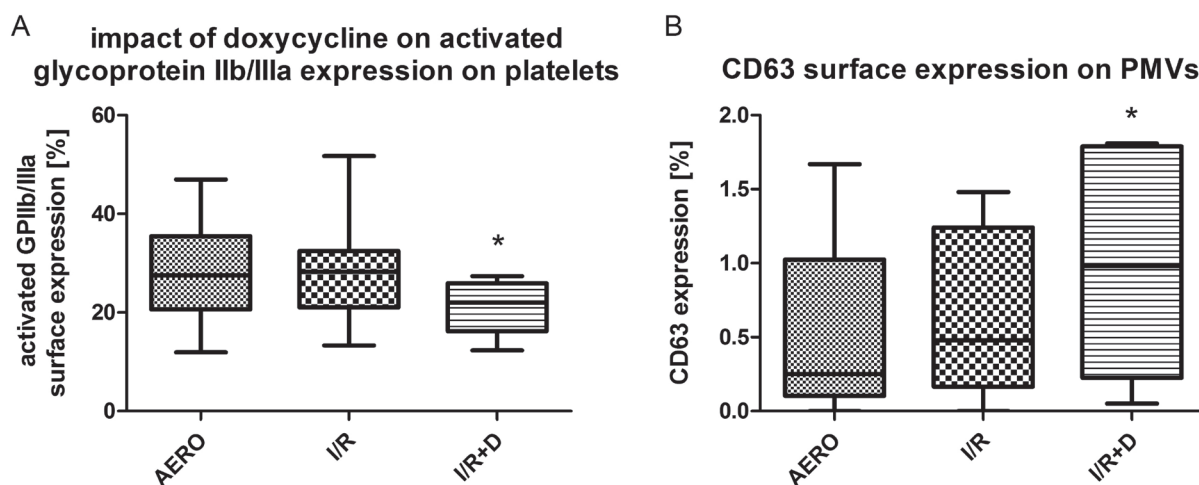 A
impact of doxycycline on activated
glycoprotein IIb/IIIa expression on platelets
activated GPIIb/IIIa
surface expression [%]
60
40
20
0
*
AERO
I/R
I/R+D
B
CD63 surface expression on PMVs
CD63 expression [%]
2.0
1.5
1.0
0.5
0.0
*
AERO
I/R
I/R+D